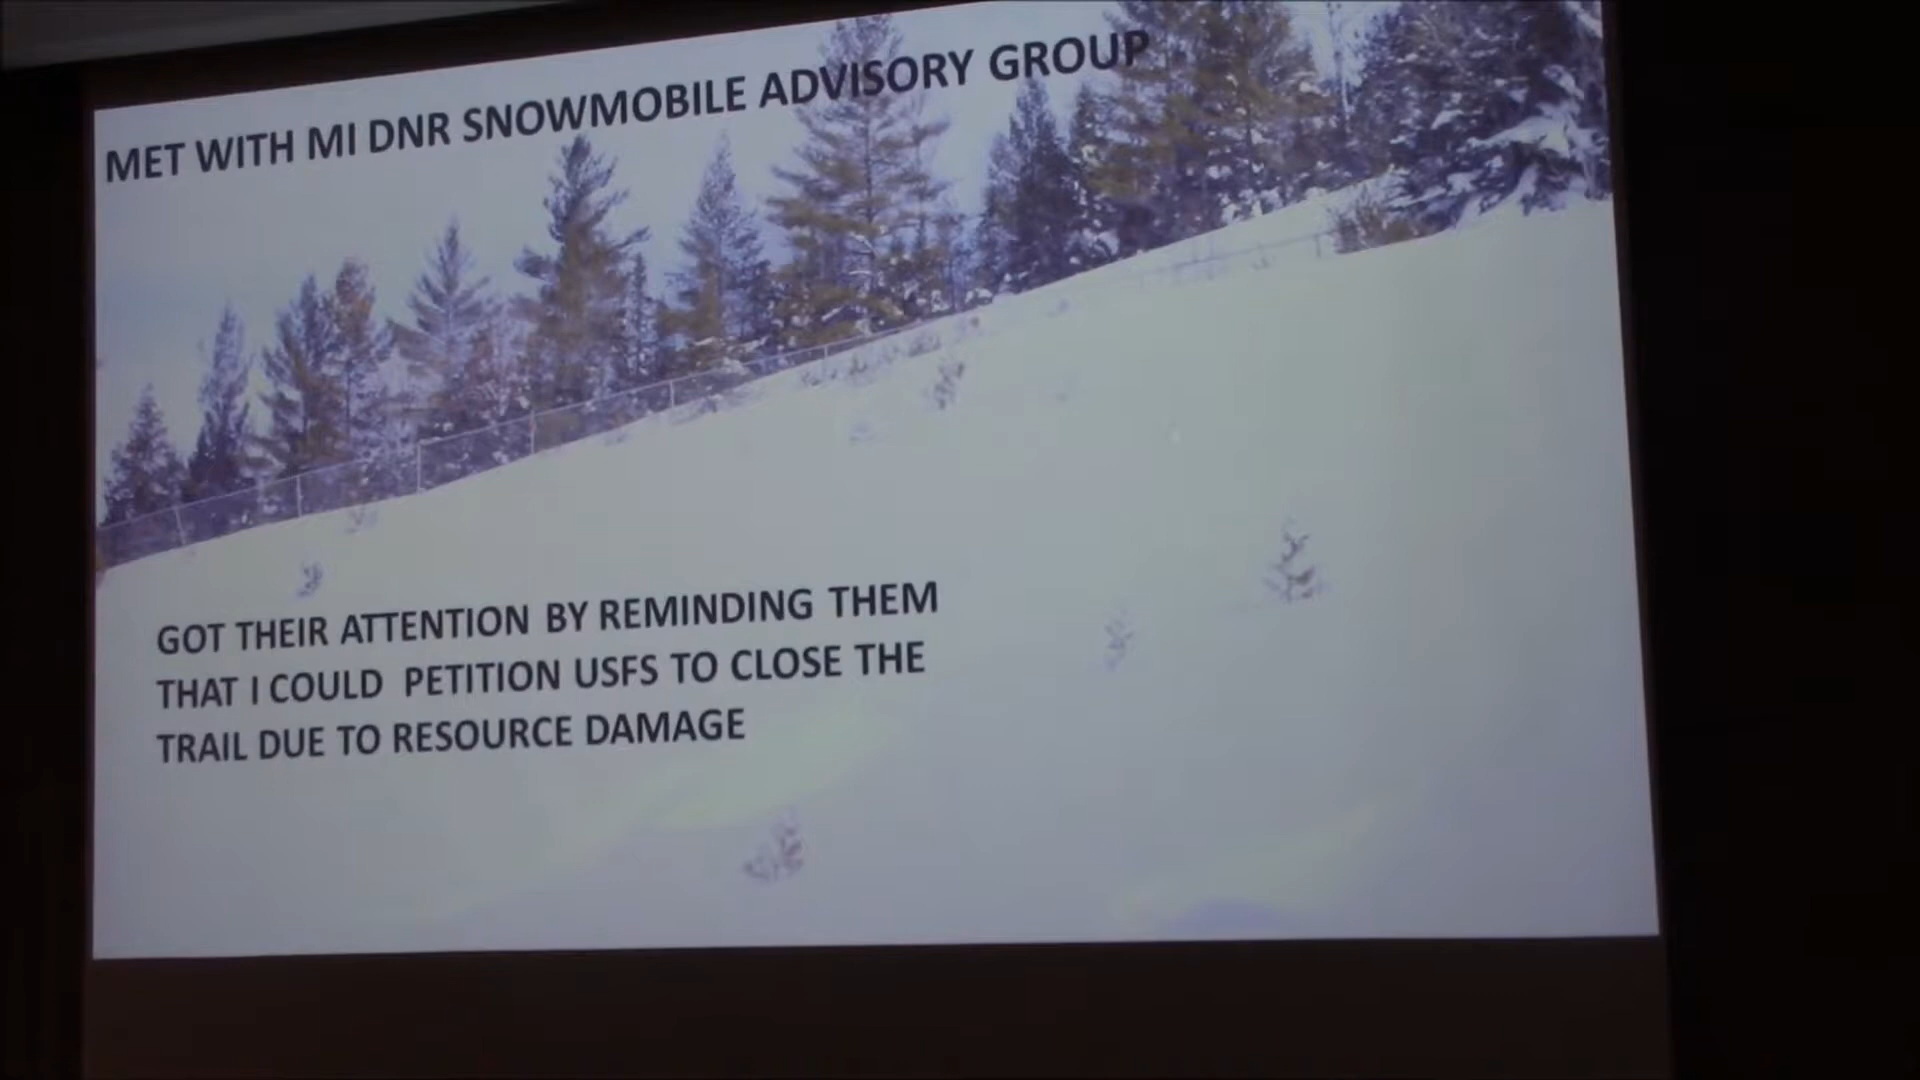 MET WITH MI DNR SNOWMOBILE ADVISORY GROUP
GOT THEIR ATTENTION BY REMINDING THEM
THAT I COULD PETITION USFS TO CLOSE THE
TRAIL DUE TO RESOURCE DAMAGE